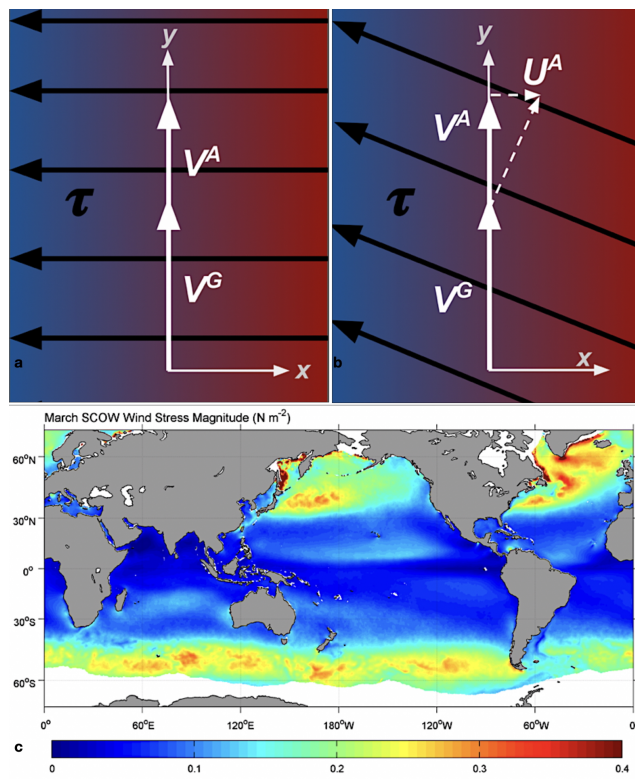 y
y
U^A
V^A
V^A
τ
τ
V^G
V^G
a
x
b
x
March SCOW Wind Stress Magnitude (N m⁻²)
60°N
30°N
0°
30°S
60°S
0° 60°E 120°E 180°W 120°W 60°W 0
c
0 0.1 0.2 0.3 0.4